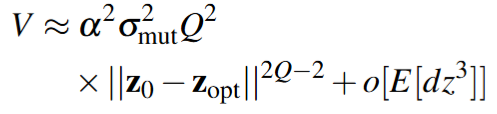 V ≈ α²σ²_mut Q²
× ||z₀ − z_opt||^{2Q−2} + o[E[dz³]]